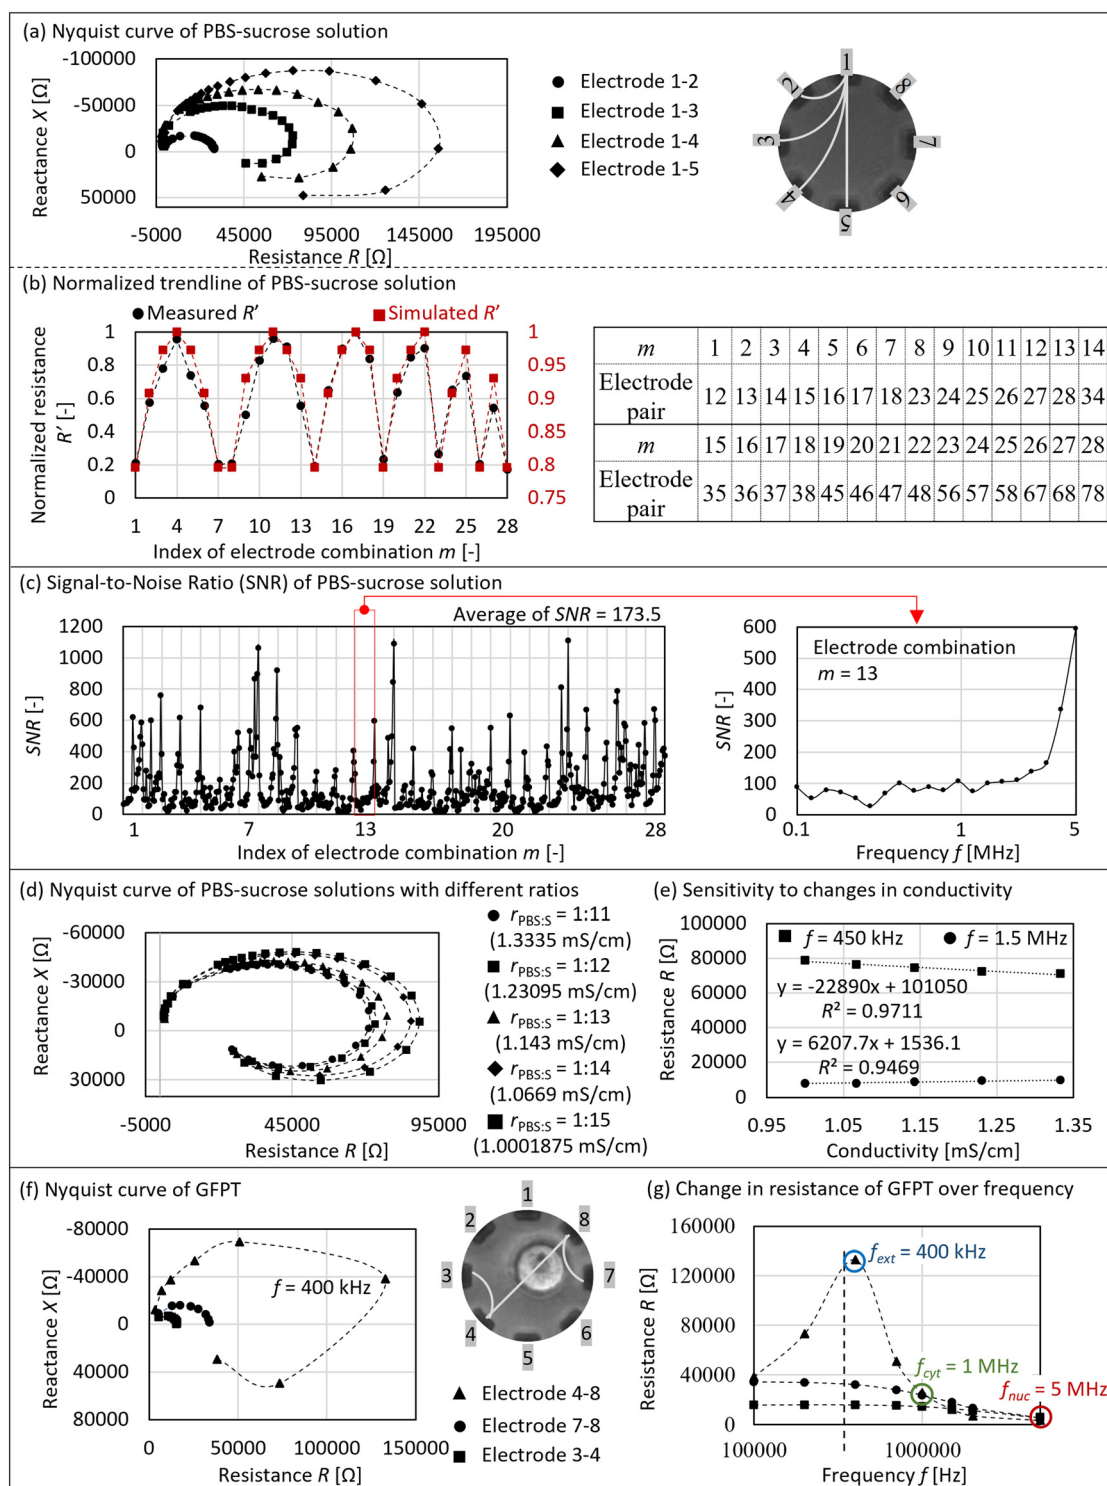 (a) Nyquist curve of PBS-sucrose solution
Reactance X [Ω]
-100000
-50000
0
50000
-5000 45000 95000 145000 195000
Resistance R [Ω]
Electrode 1-2
Electrode 1-3
Electrode 1-4
Electrode 1-5
1
2
3
4
5
6
7
8
(b) Normalized trendline of PBS-sucrose solution
Measured R' Simulated R'
Normalized resistance
R' [-]
1
0.8
0.6
0.4
0.2
0
1
0.95
0.9
0.85
0.8
0.75
1 4 7 10 13 16 19 22 25 28
Index of electrode combination m [-]
m 1 2 3 4 5 6 7 8 9 10 11 12 13 14
Electrode pair 12 13 14 15 16 17 18 23 24 25 26 27 28 34
m 15 16 17 18 19 20 21 22 23 24 25 26 27 28
Electrode pair 35 36 37 38 45 46 47 48 56 57 58 67 68 78
(c) Signal-to-Noise Ratio (SNR) of PBS-sucrose solution
Average of SNR = 173.5
SNR [-]
1200
1000
800
600
400
200
0
1 7 13 20 28
Index of electrode combination m [-]
Electrode combination
m = 13
SNR [-]
600
500
400
300
200
100
0
0.1 1 5
Frequency f [MHz]
(d) Nyquist curve of PBS-sucrose solutions with different ratios
Reactance X [Ω]
-60000
-30000
0
30000
-5000 45000 95000
Resistance R [Ω]
rPBS:S = 1:11
(1.3335 mS/cm)
rPBS:S = 1:12
(1.23095 mS/cm)
rPBS:S = 1:13
(1.143 mS/cm)
rPBS:S = 1:14
(1.0669 mS/cm)
rPBS:S = 1:15
(1.0001875 mS/cm)
(e) Sensitivity to changes in conductivity
Resistance R [Ω]
100000
80000
60000
40000
20000
0
f = 450 kHz f = 1.5 MHz
y = -22890x + 101050
R² = 0.9711
y = 6207.7x + 1536.1
R² = 0.9469
0.95 1.05 1.15 1.25 1.35
Conductivity [mS/cm]
(f) Nyquist curve of GFPT
Reactance X [Ω]
-80000
-40000
0
40000
80000
f = 400 kHz
0 50000 100000 150000
Resistance R [Ω]
1
2
3
4
5
6
7
8
Electrode 4-8
Electrode 7-8
Electrode 3-4
(g) Change in resistance of GFPT over frequency
Resistance R [Ω]
160000
120000
80000
40000
0
fext = 400 kHz
fcyt = 1 MHz
fnuc = 5 MHz
100000 1000000
Frequency f [Hz]